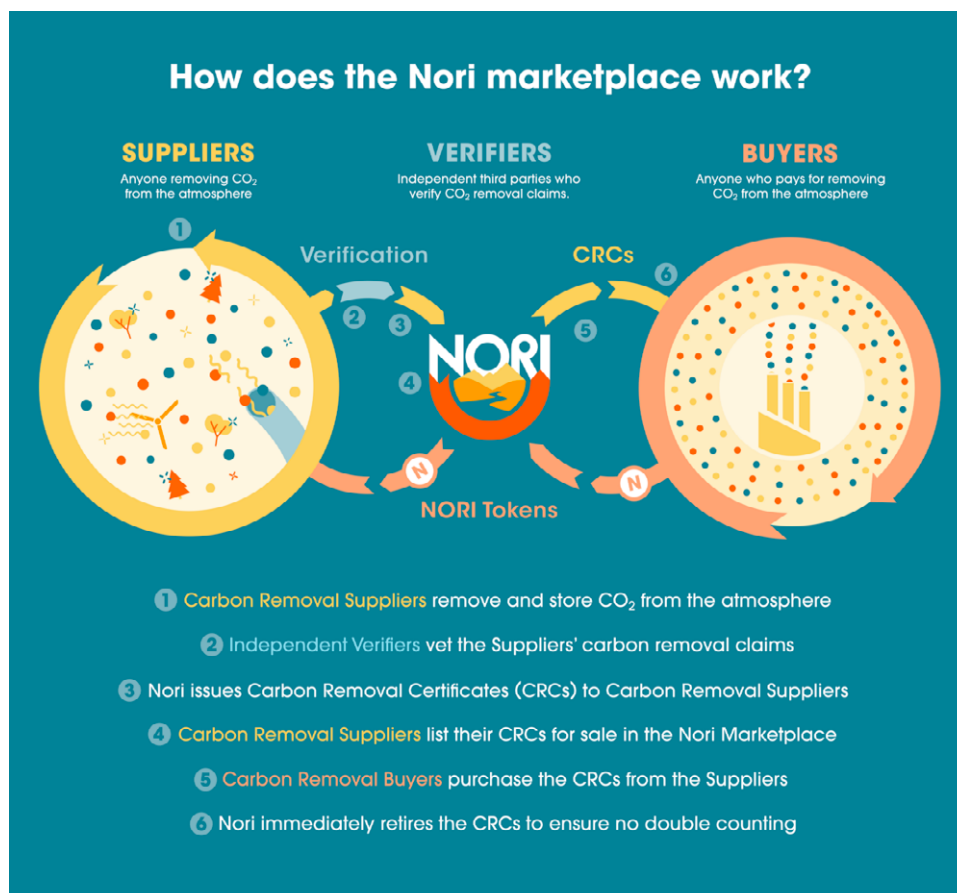 How does the Nori marketplace work?
SUPPLIERS
Anyone removing CO₂
from the atmosphere
VERIFIERS
Independent third parties who
verify CO₂ removal claims.
BUYERS
Anyone who pays for removing
CO₂ from the atmosphere
1
Verification
CRCs
6
2
3
5
NORI
4
N
N
NORI Tokens
1 Carbon Removal Suppliers remove and store CO₂ from the atmosphere
2 Independent Verifiers vet the Suppliers' carbon removal claims
3 Nori issues Carbon Removal Certificates (CRCs) to Carbon Removal Suppliers
4 Carbon Removal Suppliers list their CRCs for sale in the Nori Marketplace
5 Carbon Removal Buyers purchase the CRCs from the Suppliers
6 Nori immediately retires the CRCs to ensure no double counting